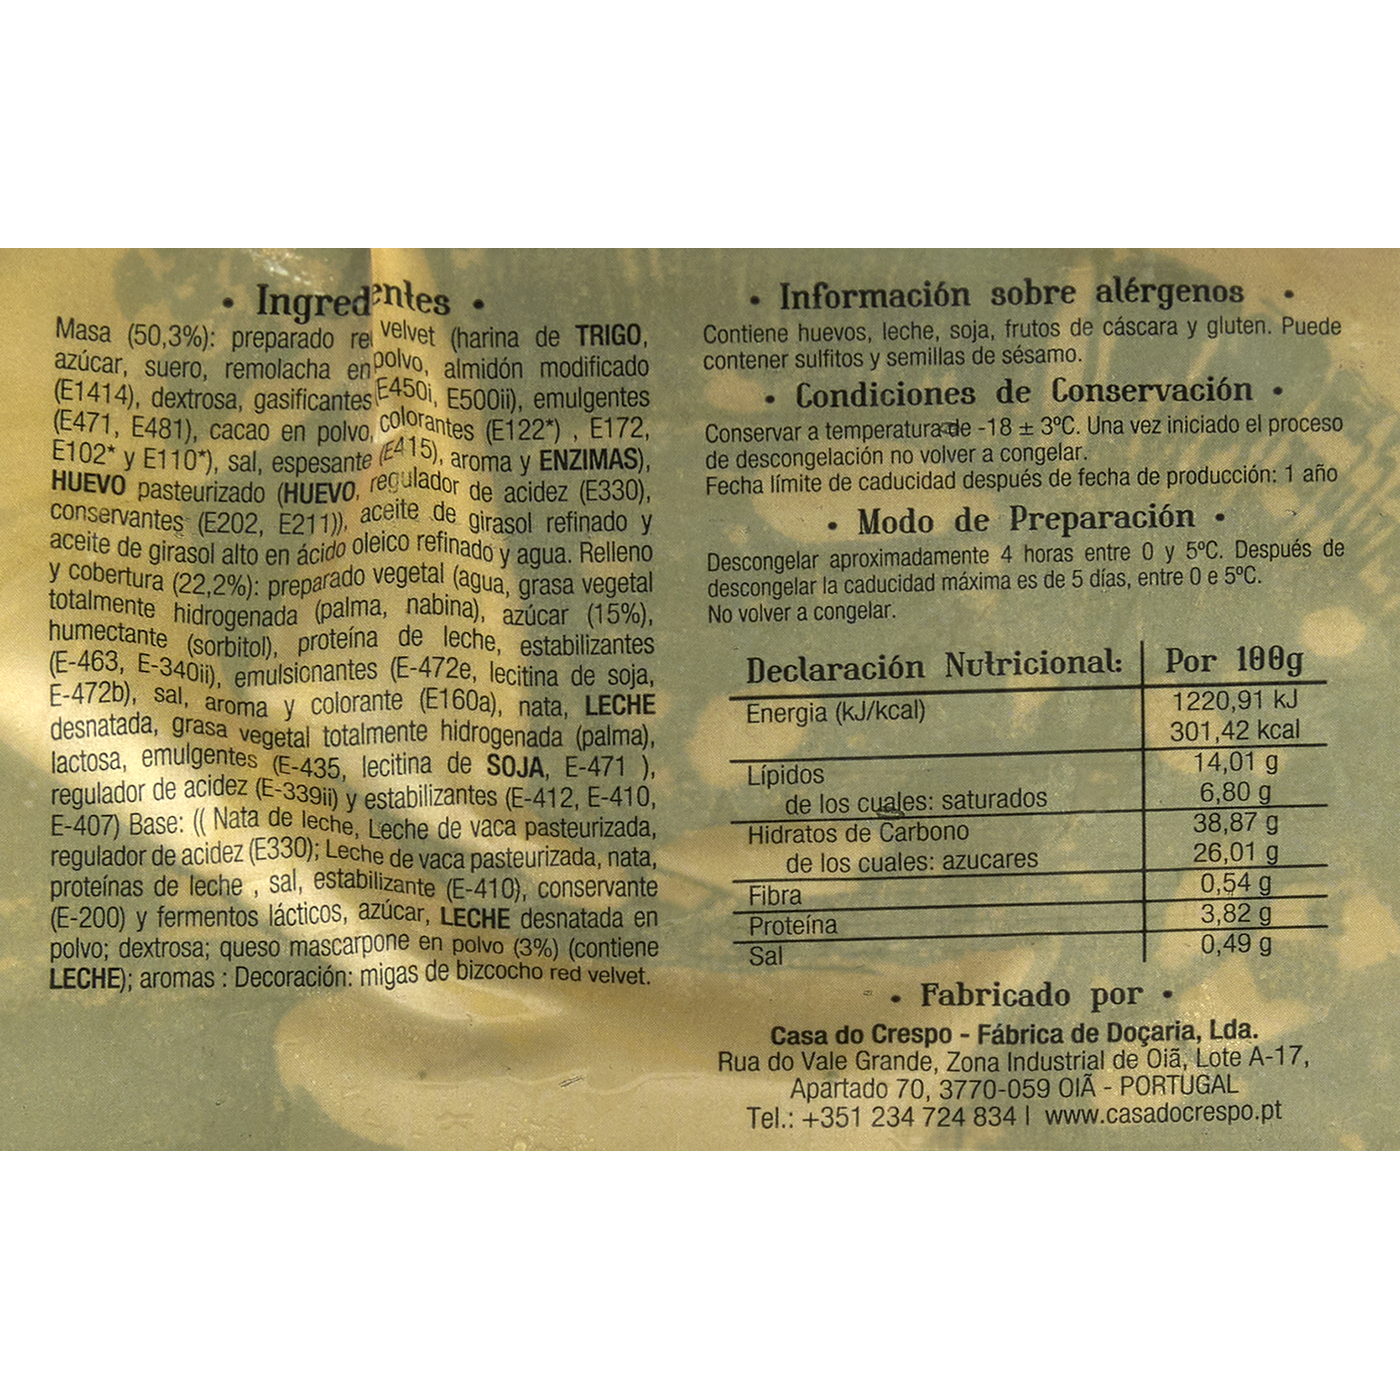 • Ingredientes •
Masa (50,3%): preparado red velvet (harina de TRIGO,
azúcar, suero, remolacha en polvo, almidón modificado
(E1414), dextrosa, gasificantes E450i, E500ii), emulgentes
(E471, E481), cacao en polvo, colorantes (E122*) , E172,
E102* y E110*), sal, espesante (E415), aroma y ENZIMAS),
HUEVO pasteurizado (HUEVO, regulador de acidez (E330),
conservantes (E202, E211)), aceite de girasol refinado y
aceite de girasol alto en ácido oleico refinado y agua. Relleno
y cobertura (22,2%): preparado vegetal (agua, grasa vegetal
totalmente hidrogenada (palma, nabina), azúcar (15%),
humectante (sorbitol), proteína de leche, estabilizantes
(E-463, E-340ii), emulsionantes (E-472e, lecitina de soja,
E-472b), sal, aroma y colorante (E160a), nata, LECHE
desnatada, grasa vegetal totalmente hidrogenada (palma),
lactosa, emulgentes (E-435, lecitina de SOJA, E-471 ),
regulador de acidez (E-339ii) y estabilizantes (E-412, E-410,
E-407) Base: (( Nata de leche, Leche de vaca pasteurizada,
regulador de acidez (E330); Leche de vaca pasteurizada, nata,
proteínas de leche , sal, estabilizante (E-410), conservante
(E-200) y fermentos lácticos, azúcar, LECHE desnatada en
polvo; dextrosa; queso mascarpone en polvo (3%) (contiene
LECHE); aromas : Decoración: migas de bizcocho red velvet.
• Información sobre alérgenos •
Contiene huevos, leche, soja, frutos de cáscara y gluten. Puede
contener sulfitos y semillas de sésamo.
• Condiciones de Conservación •
Conservar a temperatura de -18 ± 3ºC. Una vez iniciado el proceso
de descongelación no volver a congelar.
Fecha límite de caducidad después de fecha de producción: 1 año
• Modo de Preparación •
Descongelar aproximadamente 4 horas entre 0 y 5ºC. Después de
descongelar la caducidad máxima es de 5 días, entre 0 e 5ºC.
No volver a congelar.
Declaración Nutricional: Por 100g
Energia (kJ/kcal) 1220,91 kJ
301,42 kcal
Lípidos 14,01 g
de los cuales: saturados 6,80 g
Hidratos de Carbono 38,87 g
de los cuales: azucares 26,01 g
Fibra 0,54 g
Proteína 3,82 g
Sal 0,49 g
• Fabricado por •
Casa do Crespo - Fábrica de Doçaria, Lda.
Rua do Vale Grande, Zona Industrial de Oiã, Lote A-17,
Apartado 70, 3770-059 OIÃ - PORTUGAL
Tel.: +351 234 724 834 | www.casadocrespo.pt